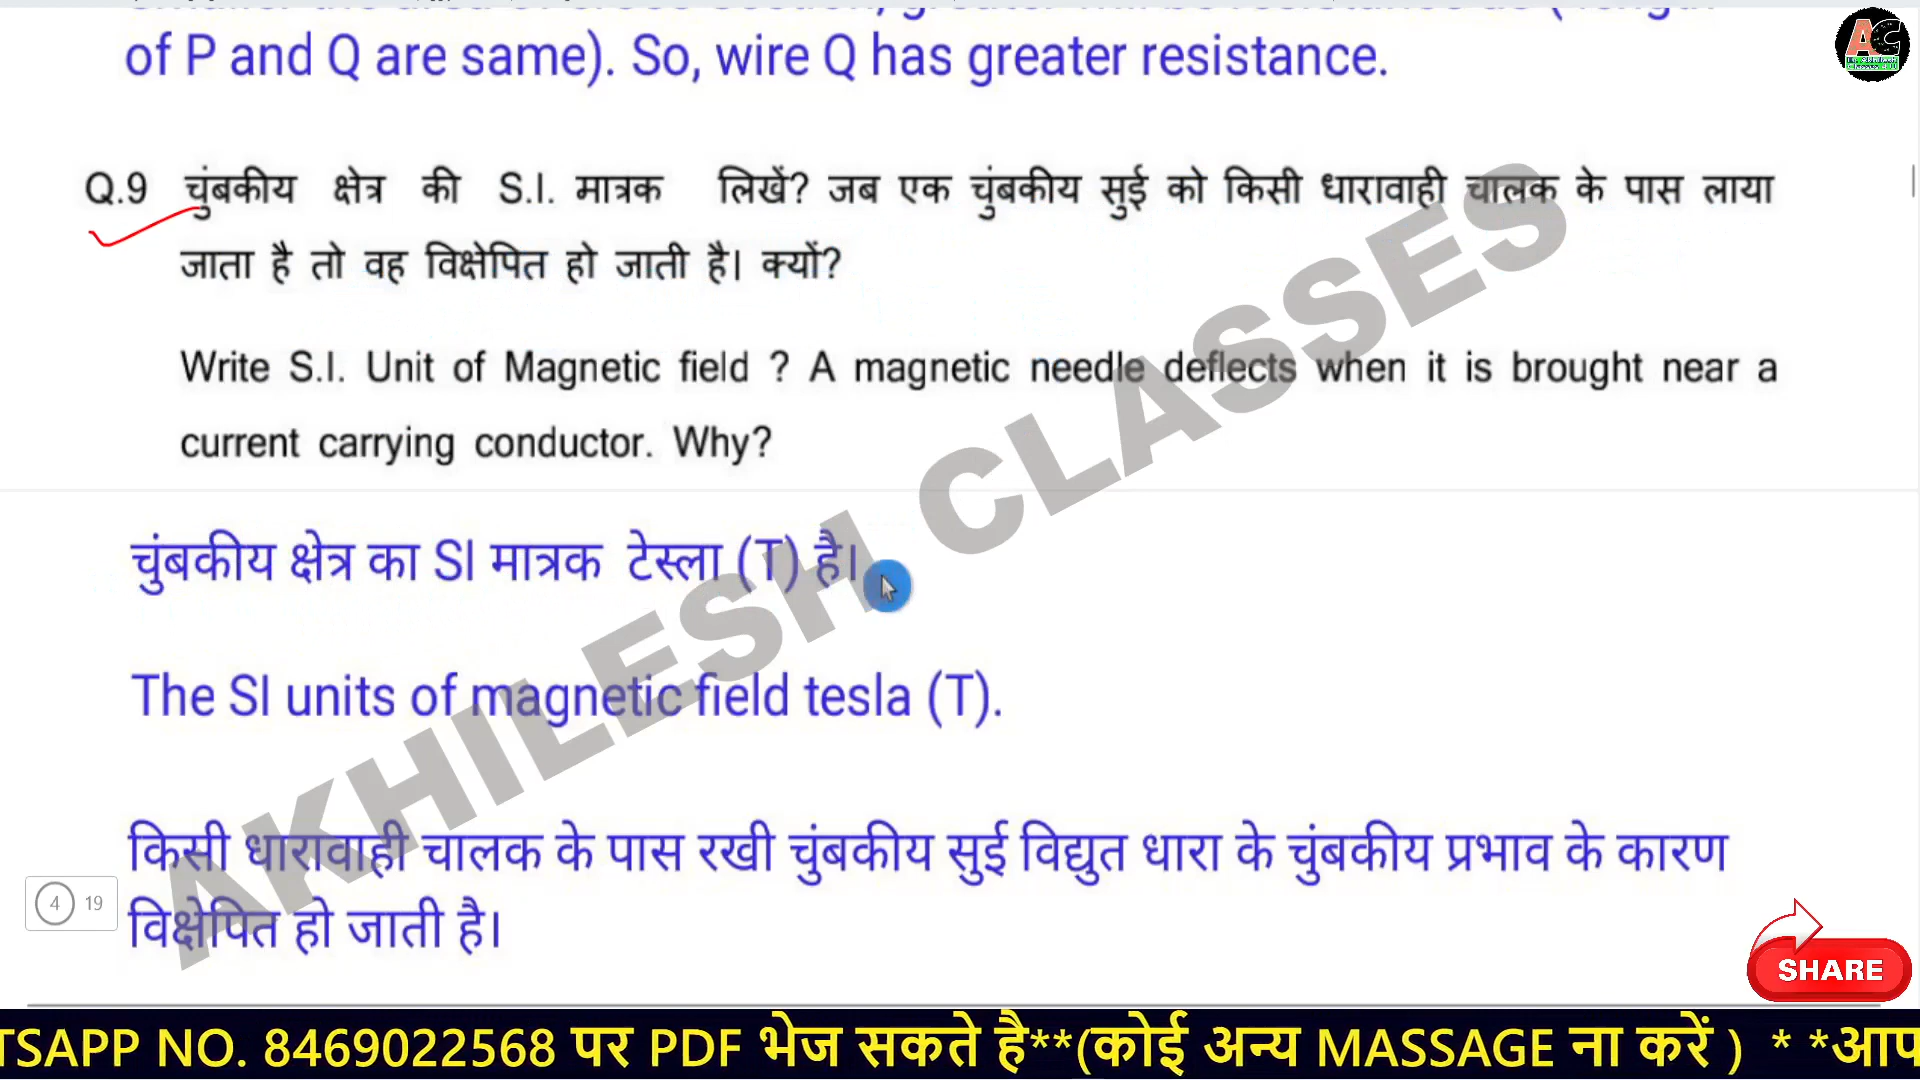 of P and Q are same). So, wire Q has greater resistance.
Q.9 चुंबकीय क्षेत्र की S.I. मात्रक लिखें? जब एक चुंबकीय सुई को किसी धारावाही चालक के पास लाया
जाता है तो वह विक्षेपित हो जाती है। क्यों?
Write S.I. Unit of Magnetic field ? A magnetic needle deflects when it is brought near a
current carrying conductor. Why?
AKHILESH CLASSES
चुंबकीय क्षेत्र का SI मात्रक टेस्ला (T) है।
The SI units of magnetic field tesla (T).
किसी धारावाही चालक के पास रखी चुंबकीय सुई विद्युत धारा के चुंबकीय प्रभाव के कारण
विक्षेपित हो जाती है।
4 19
SHARE
TSAPP NO. 8469022568 पर PDF भेज सकते है**(कोई अन्य MASSAGE ना करें ) * *आप
AC